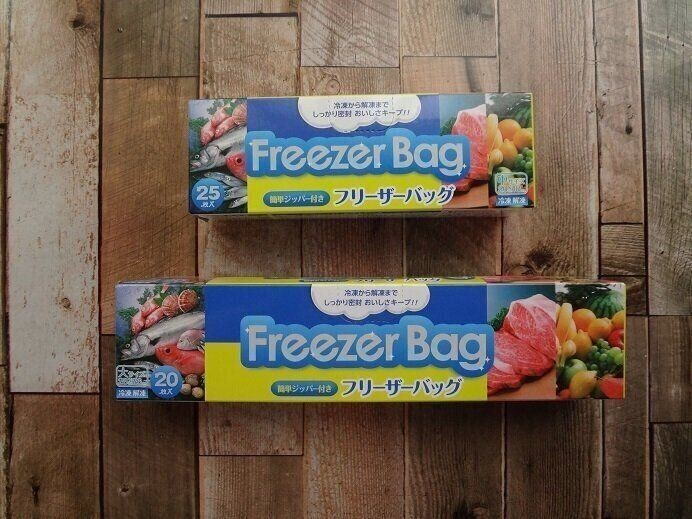 冷凍から解凍まで
しっかり密封 おいしさキープ!!
Freezer Bag
25
枚入
簡単ジッパー付き フリーザーバッグ
冷凍 解凍
冷凍から解凍まで
しっかり密封 おいしさキープ!!
Freezer Bag
大サイズ
20
枚入
簡単ジッパー付き フリーザーバッグ
冷凍 解凍